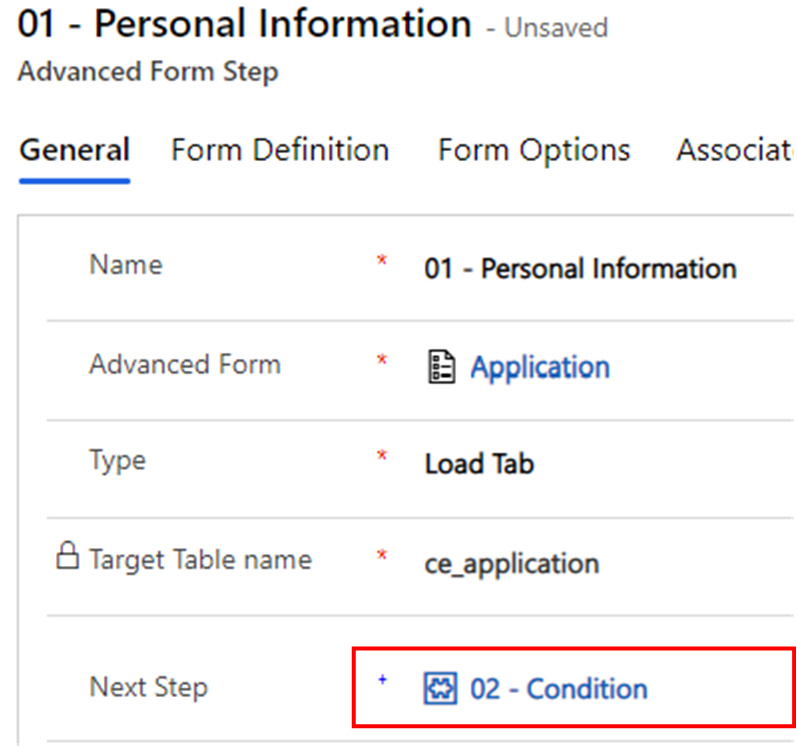 01 - Personal Information - Unsaved
Advanced Form Step
General Form Definition Form Options Associat
Name * 01 - Personal Information
Advanced Form * Application
Type * Load Tab
Target Table name * ce_application
Next Step + 02 - Condition